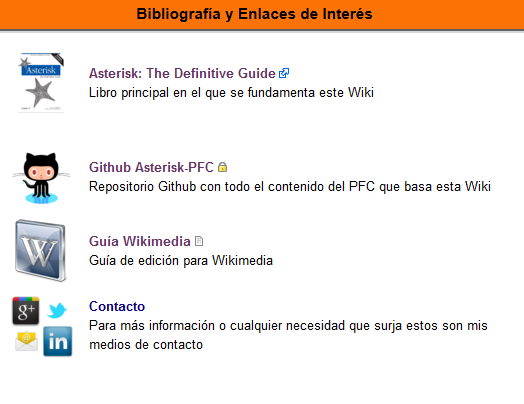 Bibliografía y Enlaces de Interés
Asterisk
Asterisk: The Definitive Guide
Libro principal en el que se fundamenta este Wiki
Github Asterisk-PFC
Repositorio Github con todo el contenido del PFC que basa esta Wiki
W
Guía Wikimedia
Guía de edición para Wikimedia
g+
in
Contacto
Para más información o cualquier necesidad que surja estos son mis
medios de contacto